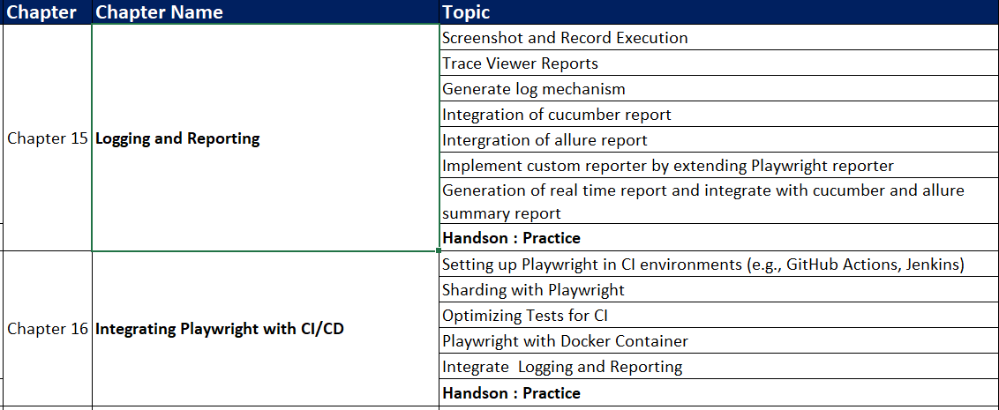 Chapter Chapter Name Topic
Screenshot and Record Execution
Trace Viewer Reports
Generate log mechanism
Integration of cucumber report
Chapter 15 Logging and Reporting Intergration of allure report
Implement custom reporter by extending Playwright reporter
Generation of real time report and integrate with cucumber and allure
summary report
Handson : Practice
Setting up Playwright in CI environments (e.g., GitHub Actions, Jenkins)
Sharding with Playwright
Optimizing Tests for CI
Chapter 16 Integrating Playwright with CI/CD Playwright with Docker Container
Integrate  Logging and Reporting
Handson : Practice